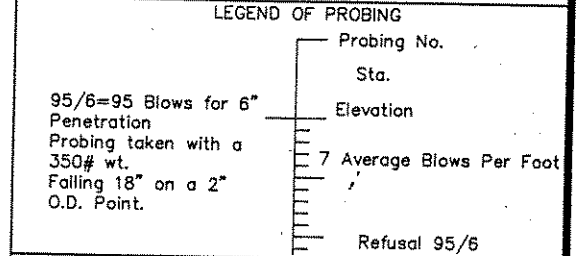 LEGEND OF PROBING
Probing No.
Sta.
Elevation
95/6=95 Blows for 6"
Penetration
Probing taken with a
350# wt.
Falling 18" on a 2"
O.D. Point.
7 Average Blows Per Foot
Refusal 95/6